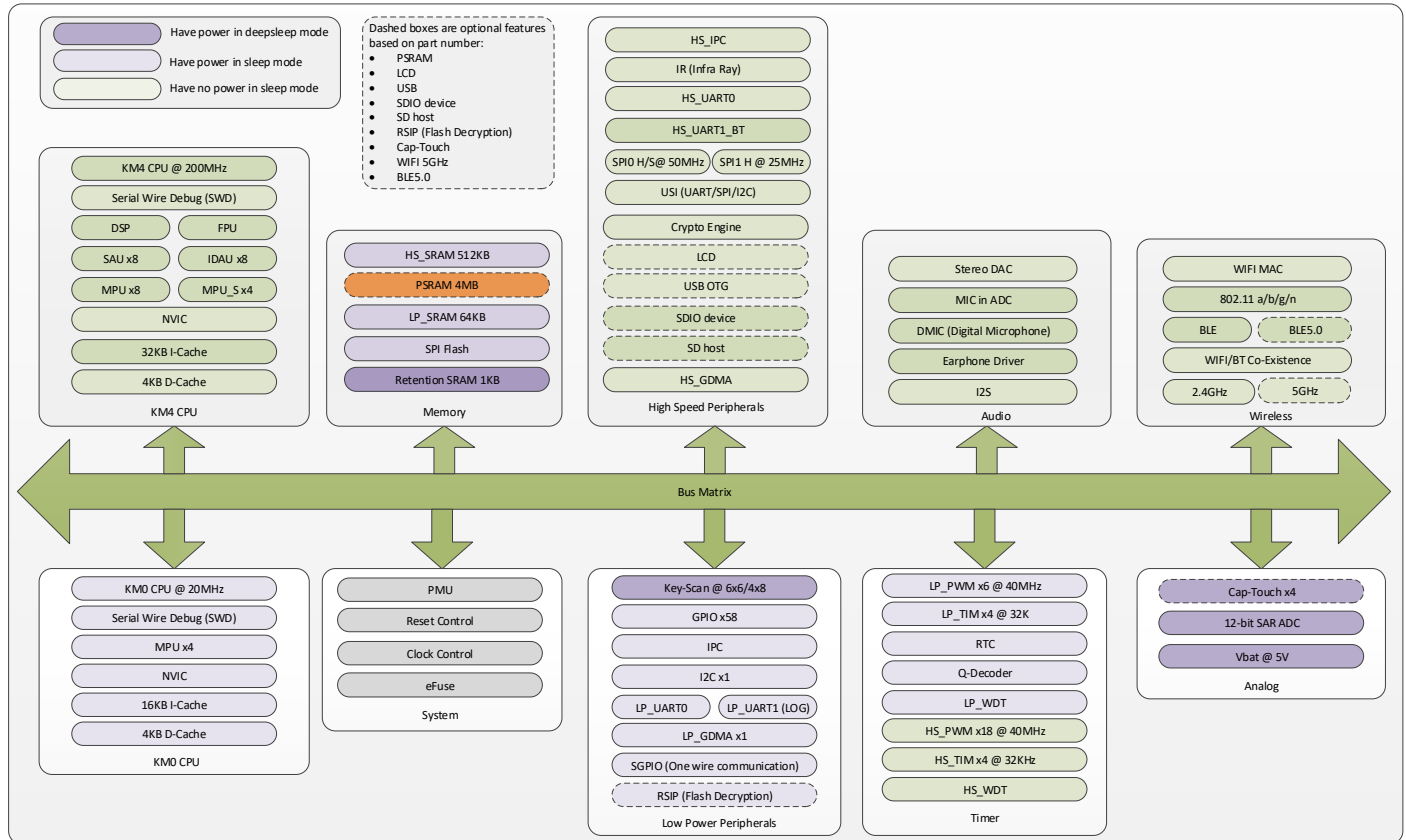 Have power in deepsleep mode
Have power in sleep mode
Have no power in sleep mode
Dashed boxes are optional features
based on part number:
• PSRAM
• LCD
• USB
• SDIO device
• SD host
• RSIP (Flash Decryption)
• Cap-Touch
• WIFI 5GHz
• BLE5.0
KM4 CPU @ 200MHz
Serial Wire Debug (SWD)
DSP FPU
SAU x8 IDAU x8
MPU x8 MPU_S x4
NVIC
32KB I-Cache
4KB D-Cache
KM4 CPU
HS_SRAM 512KB
PSRAM 4MB
LP_SRAM 64KB
SPI Flash
Retention SRAM 1KB
Memory
HS_IPC
IR (Infra Ray)
HS_UART0
HS_UART1_BT
SPI0 H/S@ 50MHz SPI1 H @ 25MHz
USI (UART/SPI/I2C)
Crypto Engine
LCD
USB OTG
SDIO device
SD host
HS_GDMA
High Speed Peripherals
Stereo DAC
MIC in ADC
DMIC (Digital Microphone)
Earphone Driver
I2S
Audio
WIFI MAC
802.11 a/b/g/n
BLE BLE5.0
WIFI/BT Co-Existence
2.4GHz 5GHz
Wireless
Bus Matrix
KM0 CPU @ 20MHz
Serial Wire Debug (SWD)
MPU x4
NVIC
16KB I-Cache
4KB D-Cache
KM0 CPU
PMU
Reset Control
Clock Control
eFuse
System
Key-Scan @ 6x6/4x8
GPIO x58
IPC
I2C x1
LP_UART0 LP_UART1 (LOG)
LP_GDMA x1
SGPIO (One wire communication)
RSIP (Flash Decryption)
Low Power Peripherals
LP_PWM x6 @ 40MHz
LP_TIM x4 @ 32K
RTC
Q-Decoder
LP_WDT
HS_PWM x18 @ 40MHz
HS_TIM x4 @ 32KHz
HS_WDT
Timer
Cap-Touch x4
12-bit SAR ADC
Vbat @ 5V
Analog